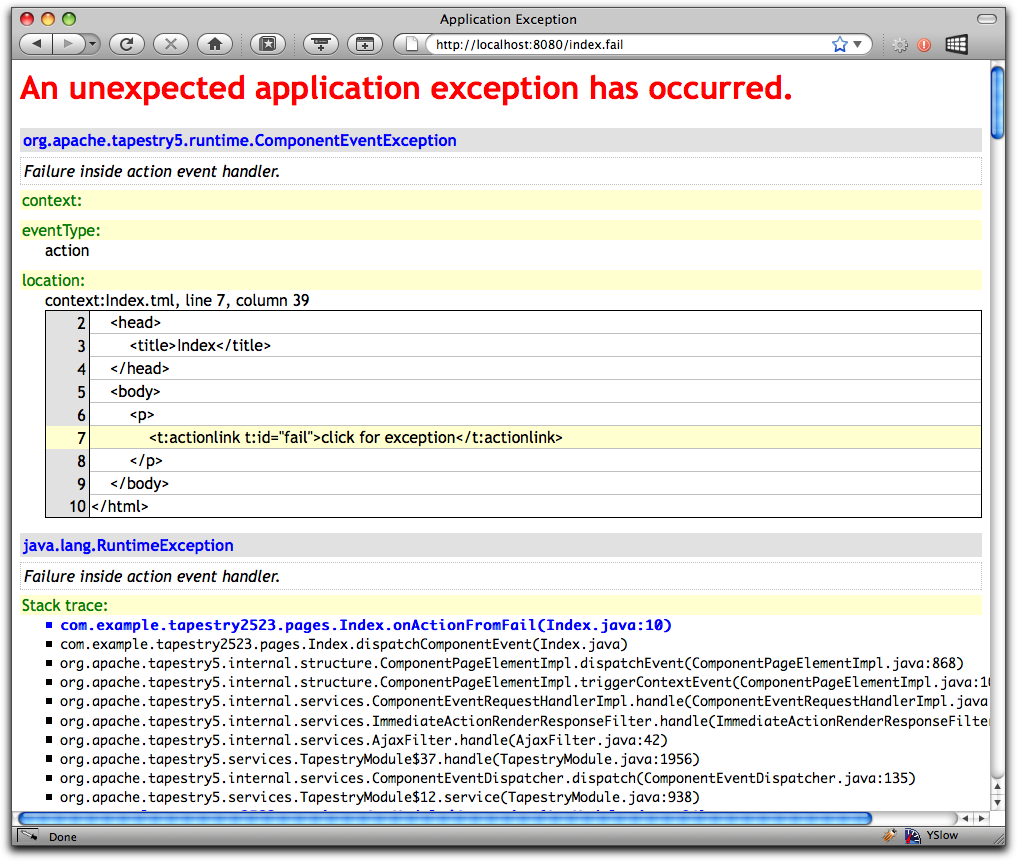 Application Exception
http://localhost:8080/index.fail
An unexpected application exception has occurred.
org.apache.tapestry5.runtime.ComponentEventException
Failure inside action event handler.
context:
eventType:
action
location:
context:Index.tml, line 7, column 39
2 <head>
3 <title>Index</title>
4 </head>
5 <body>
6 <p>
7 <t:actionlink t:id="fail">click for exception</t:actionlink>
8 </p>
9 </body>
10 </html>
java.lang.RuntimeException
Failure inside action event handler.
Stack trace:
com.example.tapestry2523.pages.Index.onActionFromFail(Index.java:10)
com.example.tapestry2523.pages.Index.dispatchComponentEvent(Index.java)
org.apache.tapestry5.internal.structure.ComponentPageElementImpl.dispatchEvent(ComponentPageElementImpl.java:868)
org.apache.tapestry5.internal.structure.ComponentPageElementImpl.triggerContextEvent(ComponentPageElementImpl.java:10
org.apache.tapestry5.internal.services.ComponentEventRequestHandlerImpl.handle(ComponentEventRequestHandlerImpl.java
org.apache.tapestry5.internal.services.ImmediateActionRenderResponseFilter.handle(ImmediateActionRenderResponseFilter
org.apache.tapestry5.internal.services.AjaxFilter.handle(AjaxFilter.java:42)
org.apache.tapestry5.services.TapestryModule$37.handle(TapestryModule.java:1956)
org.apache.tapestry5.internal.services.ComponentEventDispatcher.dispatch(ComponentEventDispatcher.java:135)
org.apache.tapestry5.services.TapestryModule$12.service(TapestryModule.java:938)
Done
YSlow